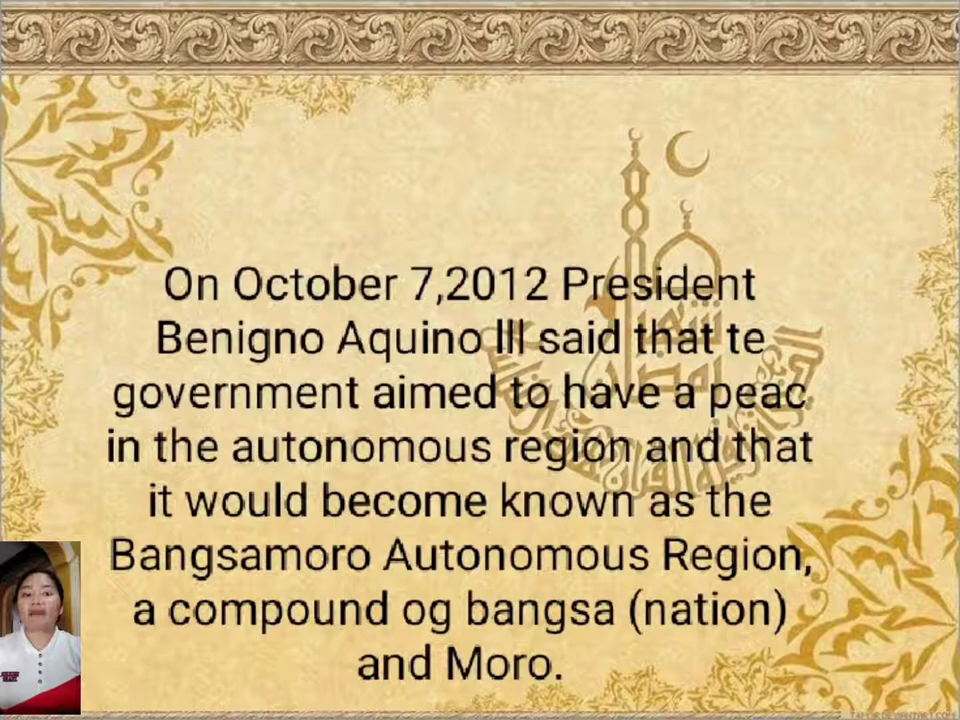 On October 7,2012 President
Benigno Aquino lll said that te
government aimed to have a peac
in the autonomous region and that
it would become known as the
Bangsamoro Autonomous Region,
a compound og bangsa (nation)
and Moro.